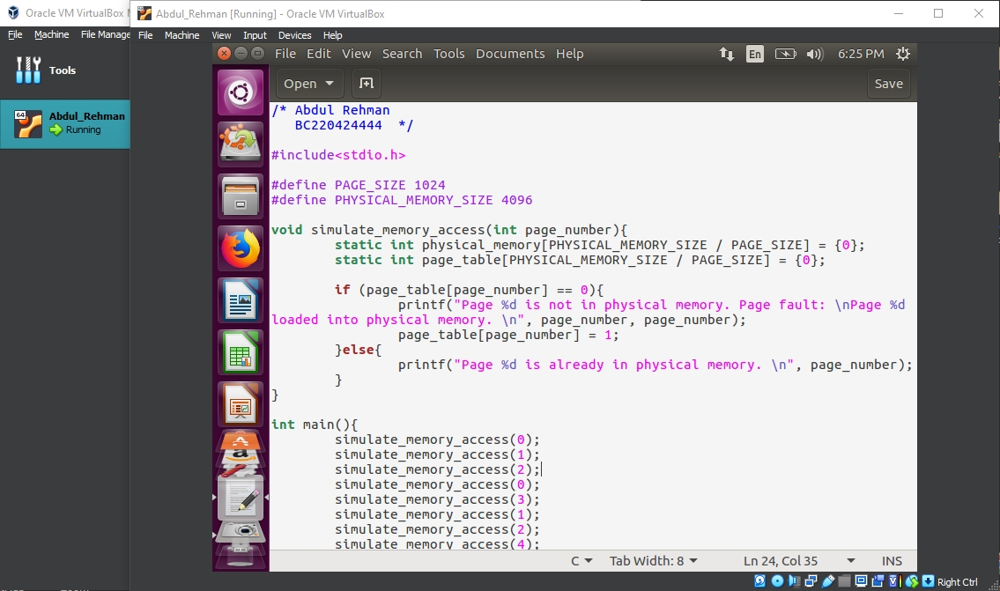 Oracle VM VirtualBox M
Abdul_Rehman [Running] - Oracle VM VirtualBox
File Machine File Manage
File Machine View Input Devices Help
Tools
64
Abdul_Rehman
Running
File Edit View Search Tools Documents Help
En
6:25 PM
Open
Save
/* Abdul Rehman
   BC220424444  */
#include<stdio.h>
#define PAGE_SIZE 1024
#define PHYSICAL_MEMORY_SIZE 4096
void simulate_memory_access(int page_number){
        static int physical_memory[PHYSICAL_MEMORY_SIZE / PAGE_SIZE] = {0};
        static int page_table[PHYSICAL_MEMORY_SIZE / PAGE_SIZE] = {0};
        if (page_table[page_number] == 0){
                printf("Page %d is not in physical memory. Page fault: \nPage %d
loaded into physical memory. \n", page_number, page_number);
                page_table[page_number] = 1;
        }else{
                printf("Page %d is already in physical memory. \n", page_number);
        }
}
int main(){
        simulate_memory_access(0);
        simulate_memory_access(1);
        simulate_memory_access(2);
        simulate_memory_access(0);
        simulate_memory_access(3);
        simulate_memory_access(1);
        simulate_memory_access(2);
        simulate_memory_access(4);
C Tab Width: 8 Ln 24, Col 35 INS
Right Ctrl